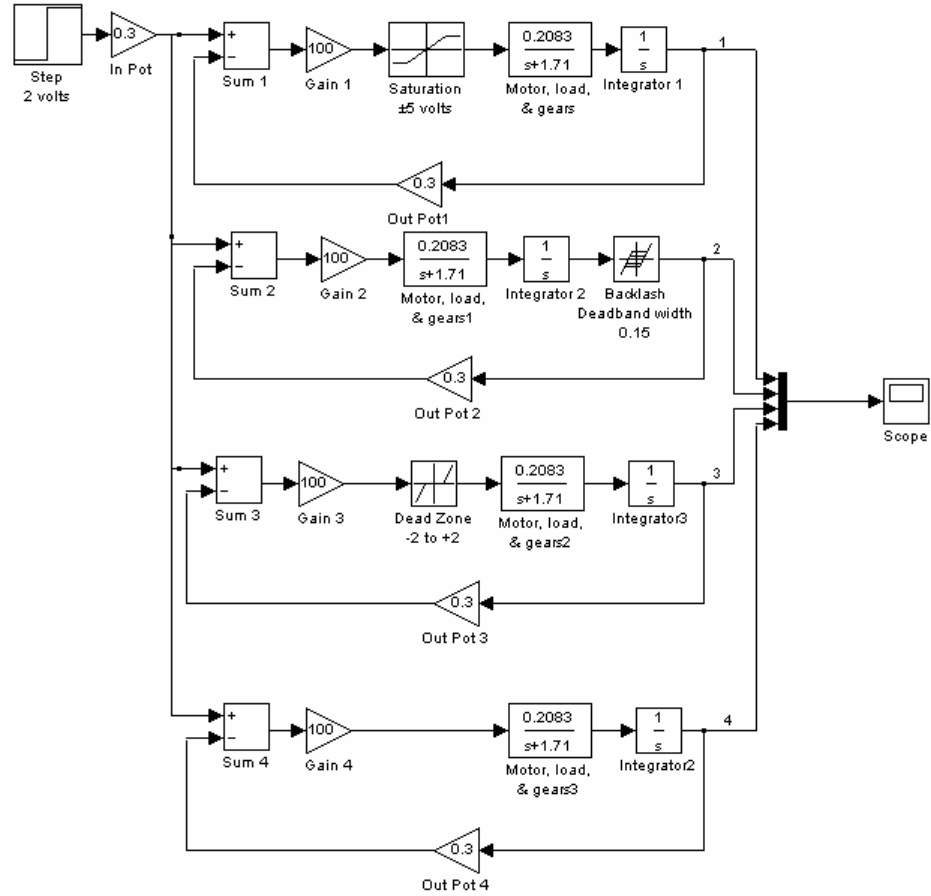 Step
2 volts
0.3
In Pot
+
−
Sum 1
100
Gain 1
Saturation
±5 volts
0.2083
s+1.71
Motor, load,
& gears
1
s
Integrator 1
1
0.3
Out Pot1
+
−
Sum 2
100
Gain 2
0.2083
s+1.71
Motor, load,
& gears1
1
s
Integrator 2
Backlash
Deadband width
0.15
2
0.3
Out Pot 2
Scope
+
−
Sum 3
100
Gain 3
Dead Zone
-2 to +2
0.2083
s+1.71
Motor, load,
& gears2
1
s
Integrator3
3
0.3
Out Pot 3
+
−
Sum 4
100
Gain 4
0.2083
s+1.71
Motor, load,
& gears3
1
s
Integrator2
4
0.3
Out Pot 4